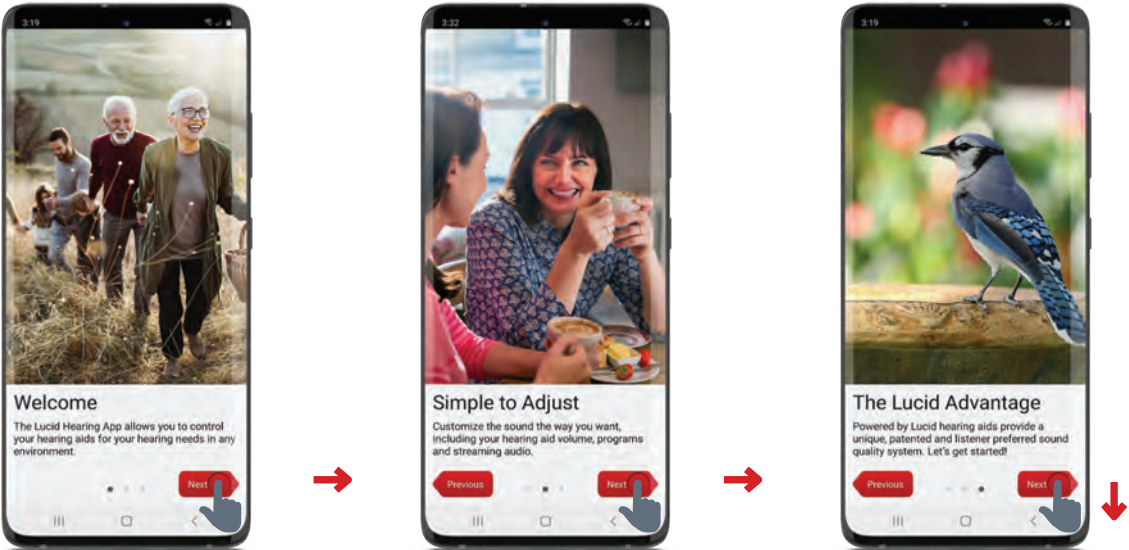 3:19
Welcome
The Lucid Hearing App allows you to control
your hearing aids for your hearing needs in any
environment.
Next
3:32
Simple to Adjust
Customize the sound the way you want,
including your hearing aid volume, programs
and streaming audio.
Previous
Next
3:19
The Lucid Advantage
Powered by Lucid hearing aids provide a
unique, patented and listener preferred sound
quality system. Let's get started!
Previous
Next